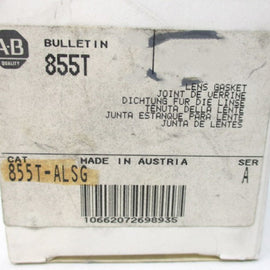 A-B
QUALITY
BULLETIN
855T
LENS GASKET
JOINT DE VERRINE
DICHTUNG FUR DIE LINSE
TENUTA DELLA LENTE
JUNTA ESTANQUE PARA LENTE
JUNTA DE LENTES
CAT
MADE IN AUSTRIA
SER
855T-ALSG
A
10662072698935